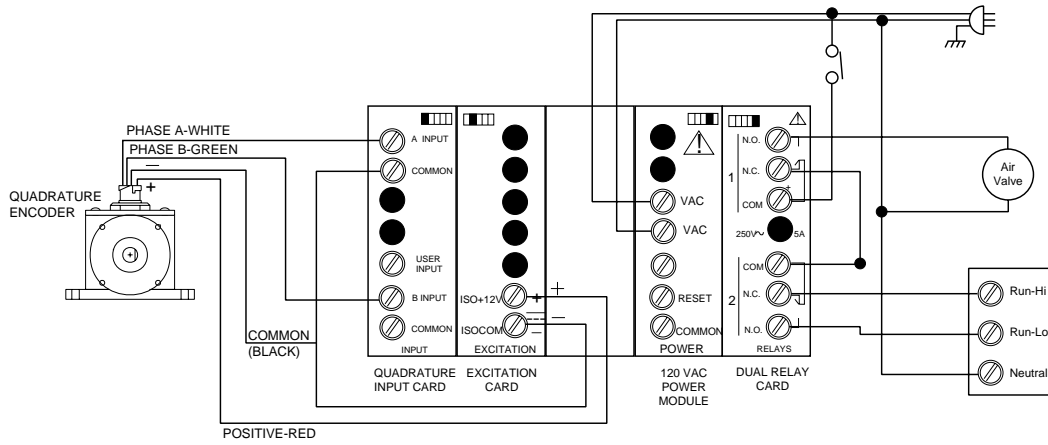 PHASE A-WHITE
PHASE B-GREEN
QUADRATURE
ENCODER
+
COMMON
(BLACK)
POSITIVE-RED
A INPUT
COMMON
USER
INPUT
B INPUT
COMMON
INPUT
QUADRATURE
INPUT CARD
ISO+12V
+
+
ISOCOM
EXCITATION
EXCITATION
CARD
VAC
VAC
RESET
COMMON
POWER
120 VAC
POWER
MODULE
N.O.
1
N.C.
COM
+
250V~ 5A
COM
2
N.C.
N.O.
RELAYS
DUAL RELAY
CARD
Air
Valve
Run-Hi
Run-Lo
Neutral